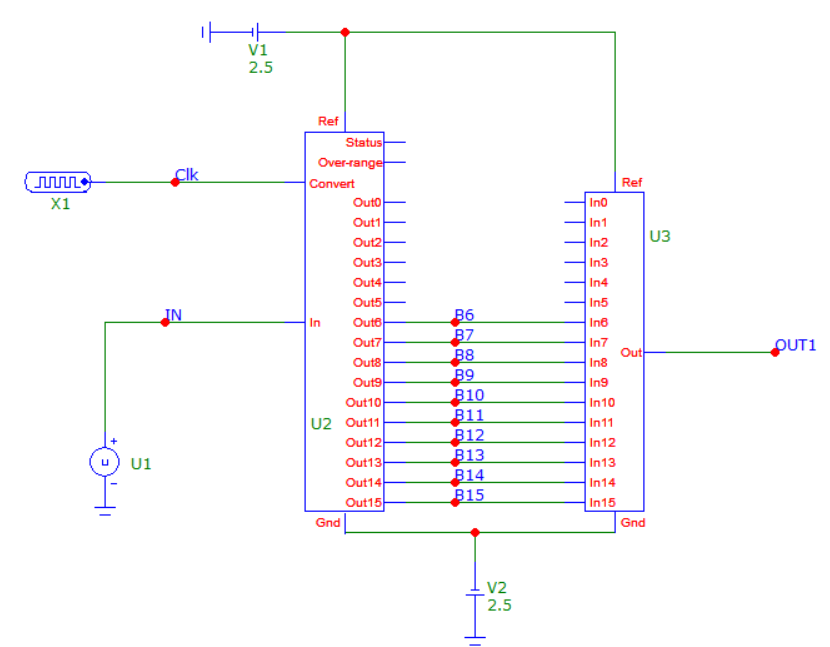 V1
2.5
Ref
Status
Over-range
Clk
Convert
X1
Ref
Out0
In0
Out1
In1
U3
Out2
In2
Out3
In3
Out4
In4
Out5
In5
IN
In
Out6
B6
In6
Out7
B7
In7
Out8
B8
In8
Out
OUT1
Out9
B9
In9
Out10
B10
In10
U2
Out11
B11
In11
Out12
B12
In12
+
u
U1
-
Out13
B13
In13
Out14
B14
In14
Out15
B15
In15
Gnd
Gnd
V2
2.5